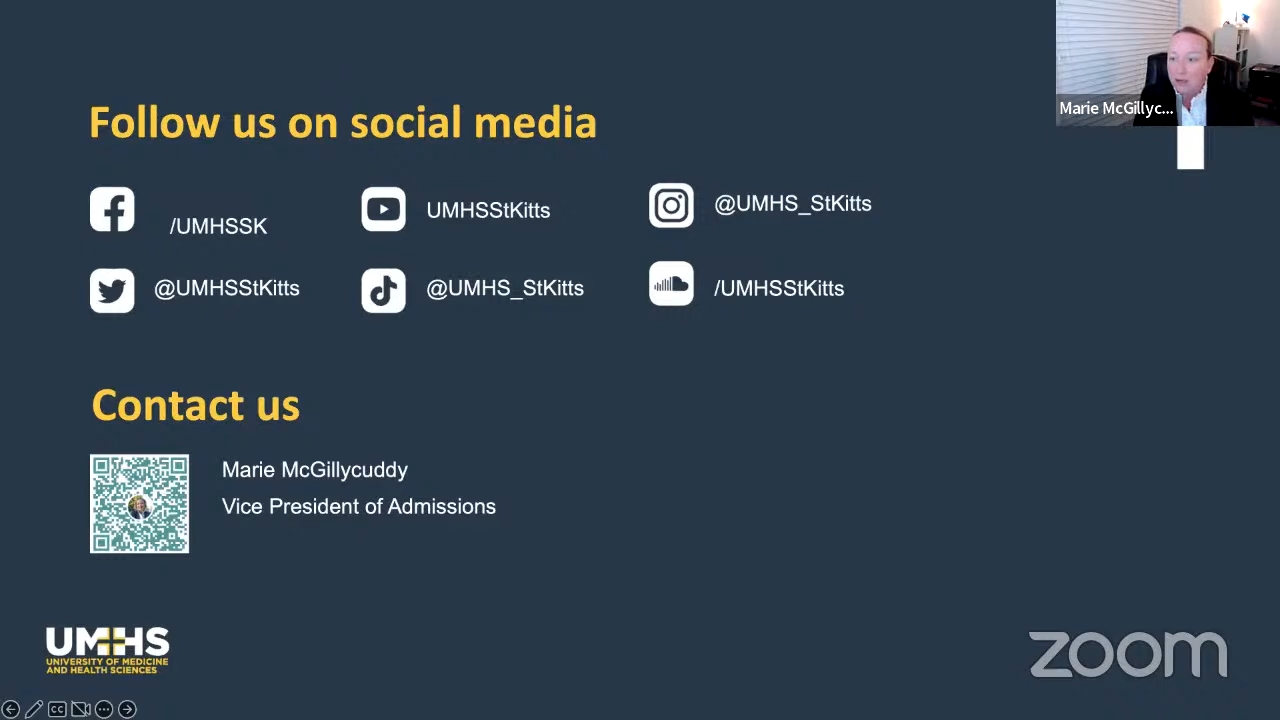 Marie McGillyc...
Follow us on social media
/UMHSSK
UMHSStKitts
@UMHS_StKitts
@UMHSStKitts
@UMHS_StKitts
/UMHSStKitts
Contact us
Marie McGillycuddy
Vice President of Admissions
UMHS
UNIVERSITY OF MEDICINE
AND HEALTH SCIENCES
zoom
CC